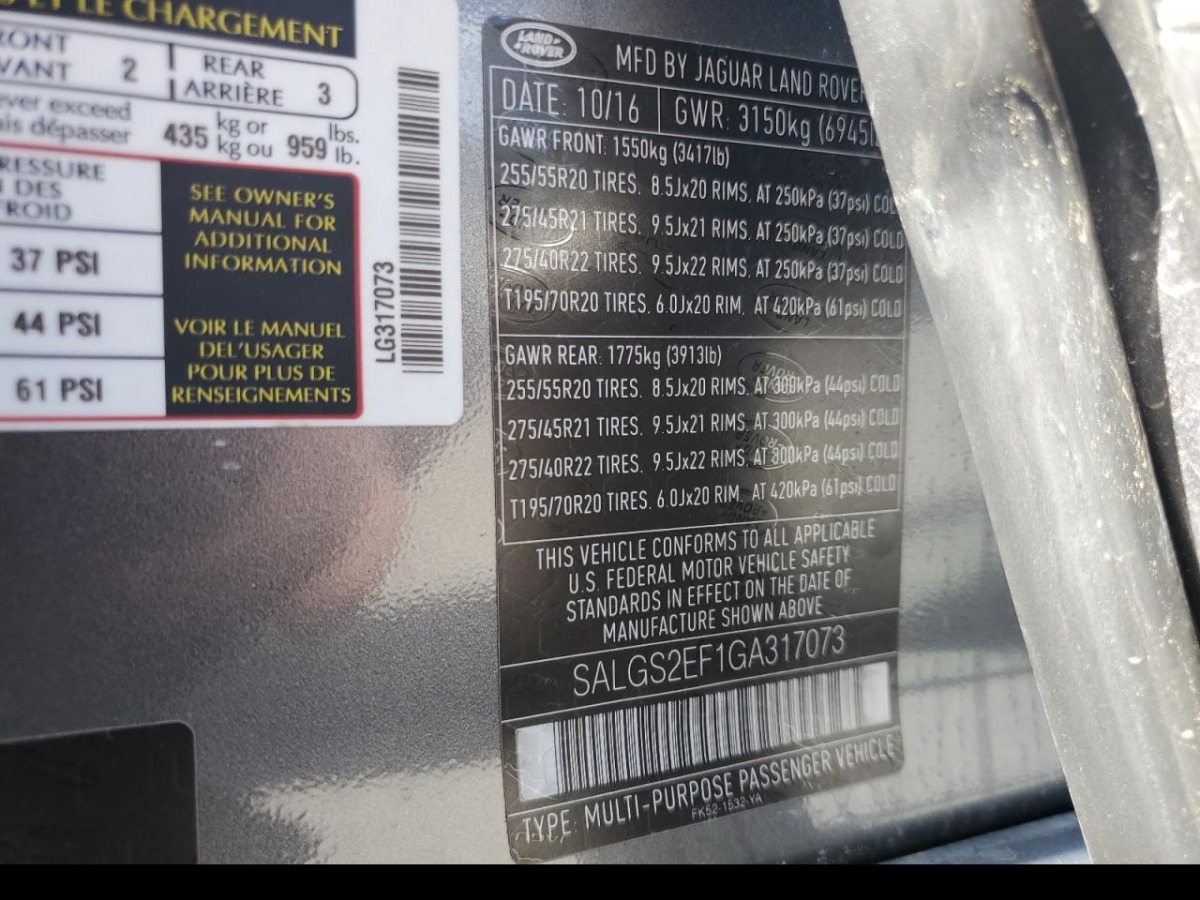 ET LE CHARGEMENT
2
REAR
ARRIÈRE 3
exceed
dépasser
435 kg or
kg ou 959 lbs.
lb.
DES
37 PSI
44 PSI
61 PSI
SEE OWNER'S
MANUAL FOR
ADDITIONAL
INFORMATION
VOIR LE MANUEL
DEL'USAGER
POUR PLUS DE
RENSEIGNEMENTS
LG317073
LAND-
ROVER
MFD BY JAGUAR LAND ROVER
DATE: 10/16 GWR: 3150kg (6945lb
GAWR FRONT: 1550kg (3417lb)
255/55R20 TIRES. 8.5Jx20 RIMS. AT 250kPa (37psi) COL
275/45R21 TIRES. 9.5Jx21 RIMS. AT 250kPa (37psi) COLD
275/40R22 TIRES. 9.5Jx22 RIMS. AT 250kPa (37psi) COLD
T195/70R20 TIRES. 6.0Jx20 RIM. AT 420kPa (61psi) COLD
GAWR REAR: 1775kg (3913lb)
255/55R20 TIRES. 8.5Jx20 RIMS. AT 300kPa (44psi) COLD
275/45R21 TIRES. 9.5Jx21 RIMS. AT 300kPa (44psi) COLD
275/40R22 TIRES. 9.5Jx22 RIMS. AT 300kPa (44psi) COLD
T195/70R20 TIRES. 6.0Jx20 RIM. AT 420kPa (61psi) COLD
THIS VEHICLE CONFORMS TO ALL APPLICABLE
U.S. FEDERAL MOTOR VEHICLE SAFETY
STANDARDS IN EFFECT ON THE DATE OF
MANUFACTURE SHOWN ABOVE
SALGS2EF1GA317073
TYPE: MULTI-PURPOSE PASSENGER VEHICLE
FK52-1532-YA